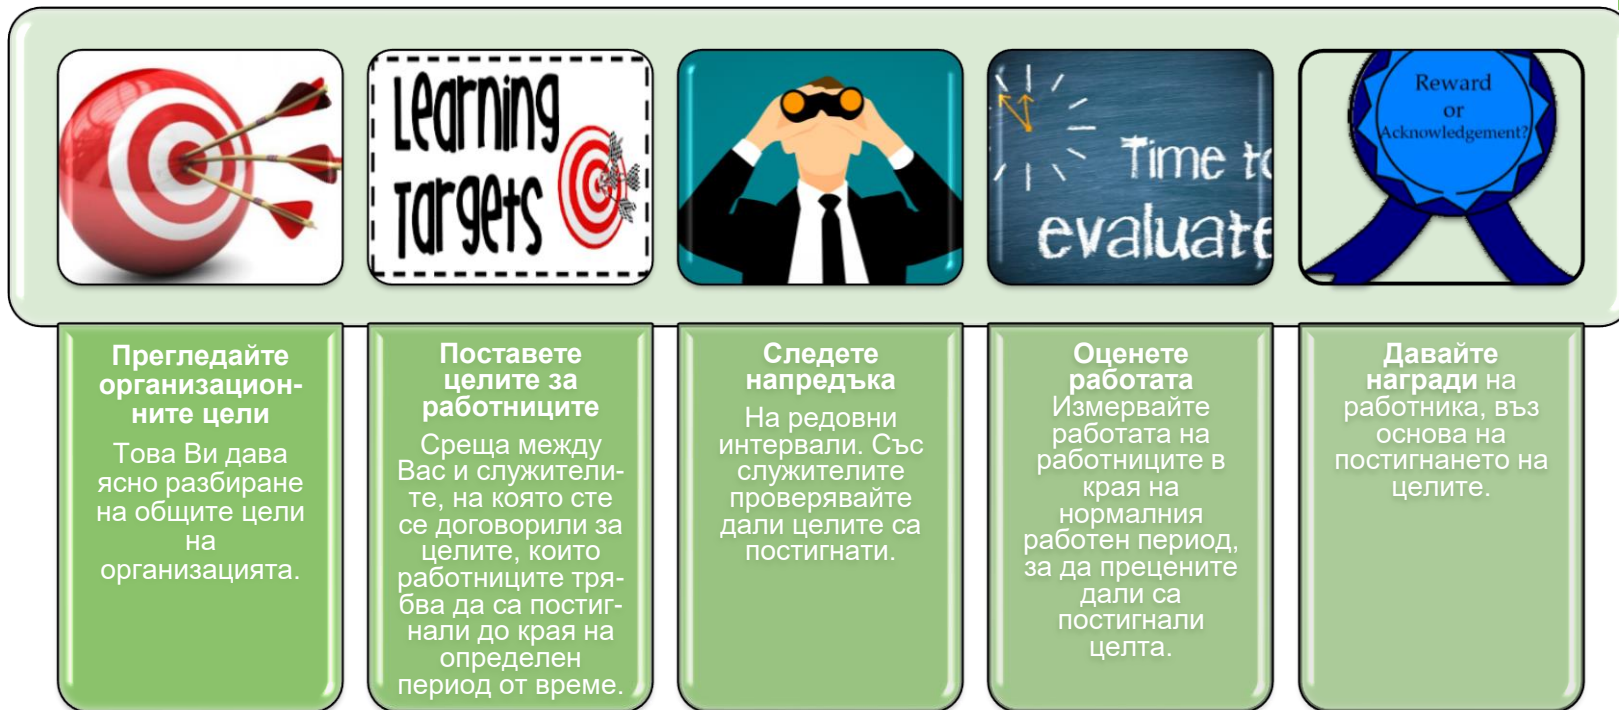 Learning
Targets
Time to
evaluate
Reward
or
Acknowledgement?
Прегледайте
организацион-
ните цели
Това Ви дава
ясно разбиране
на общите цели
на
организацията.
Поставете
целите за
работниците
Среща между
Вас и служители-
те, на която сте
се договорили за
целите, които
работниците тря-
бва да са постиг-
нали до края на
определен
период от време.
Следете
напредъка
На редовни
интервали. Със
служителите
проверявайте
дали целите са
постигнати.
Оценете
работата
Измервайте
работата на
работниците в
края на
нормалния
работен период,
за да прецените
дали са
постигнали
целта.
Давайте
награди на
работника, въз
основа на
постигнането на
целите.